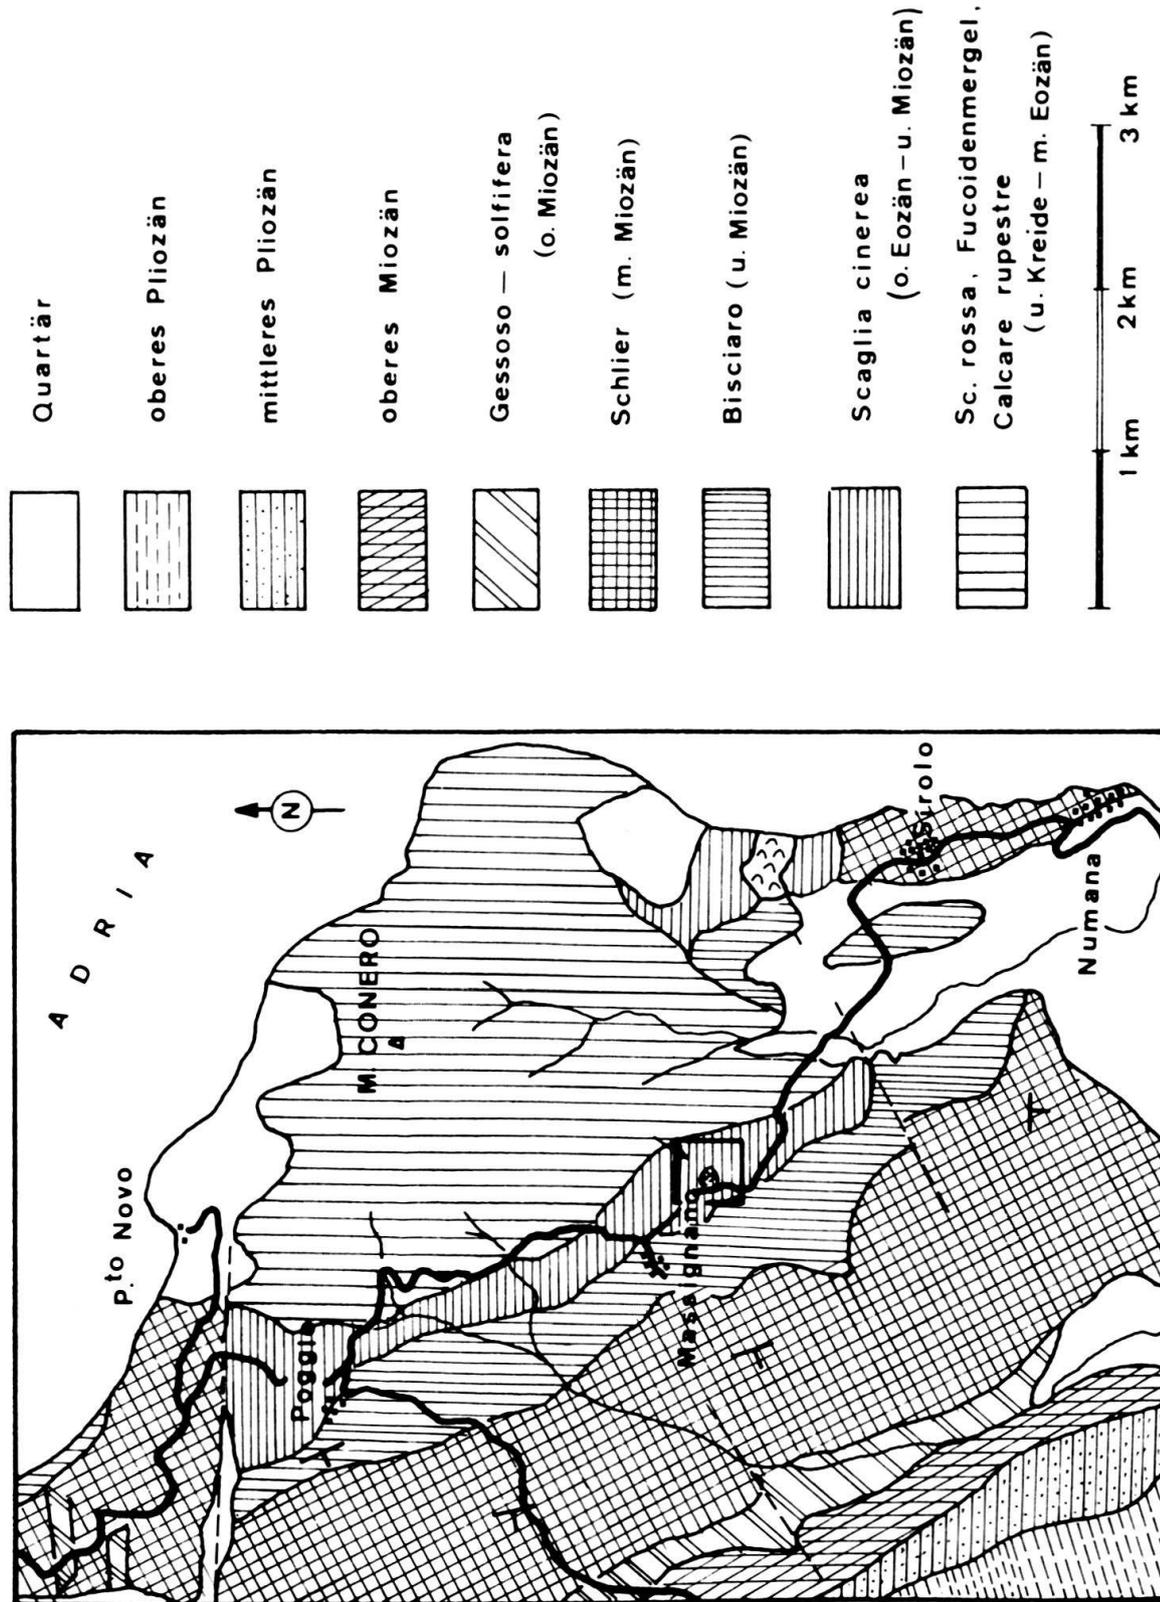 Quartär
oberes Pliozän
mittleres Pliozän
oberes Miozän
Gessoso – solfifera
(o. Miozän)
Schlier (m. Miozän)
Bisciaro (u. Miozän)
Scaglia cinerea
(o. Eozän – u. Miozän)
Sc. rossa, Fucoidenmergel,
Calcare rupestre
(u. Kreide – m. Eozän)
1 km
2 km
3 km
ADRIA
N
P.to Novo
M. CONERO
Poggio
Massignano
Sirolo
Numana